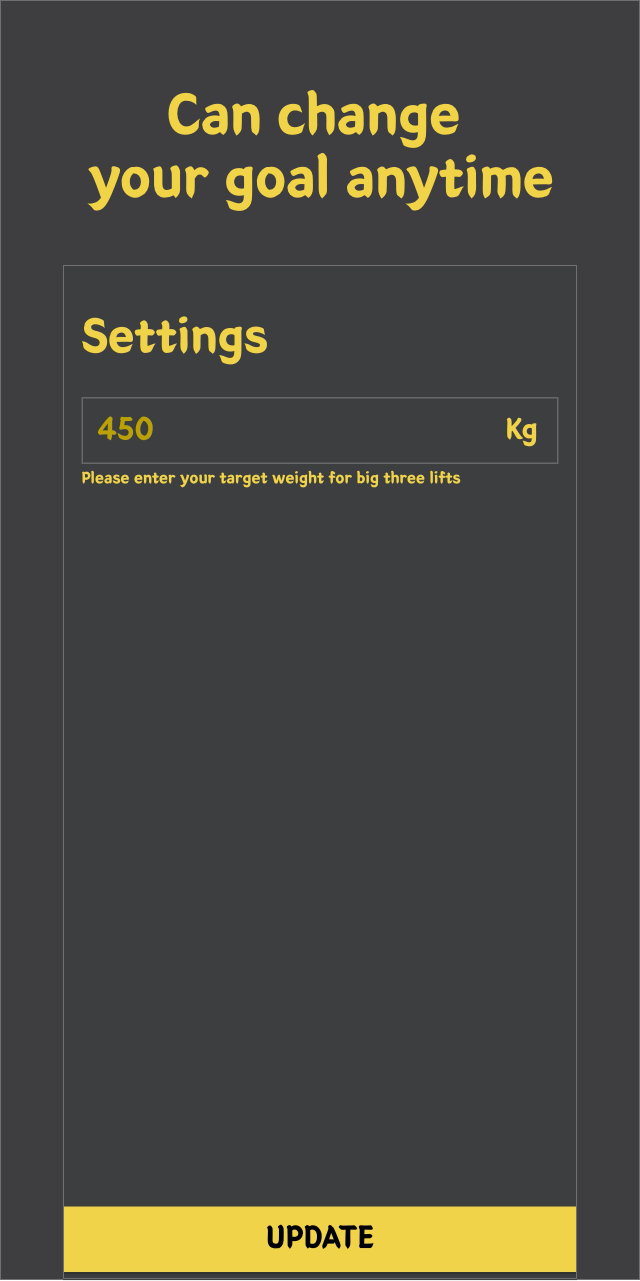 Can change
your goal anytime
Settings
450 Kg
Please enter your target weight for big three lifts
UPDATE